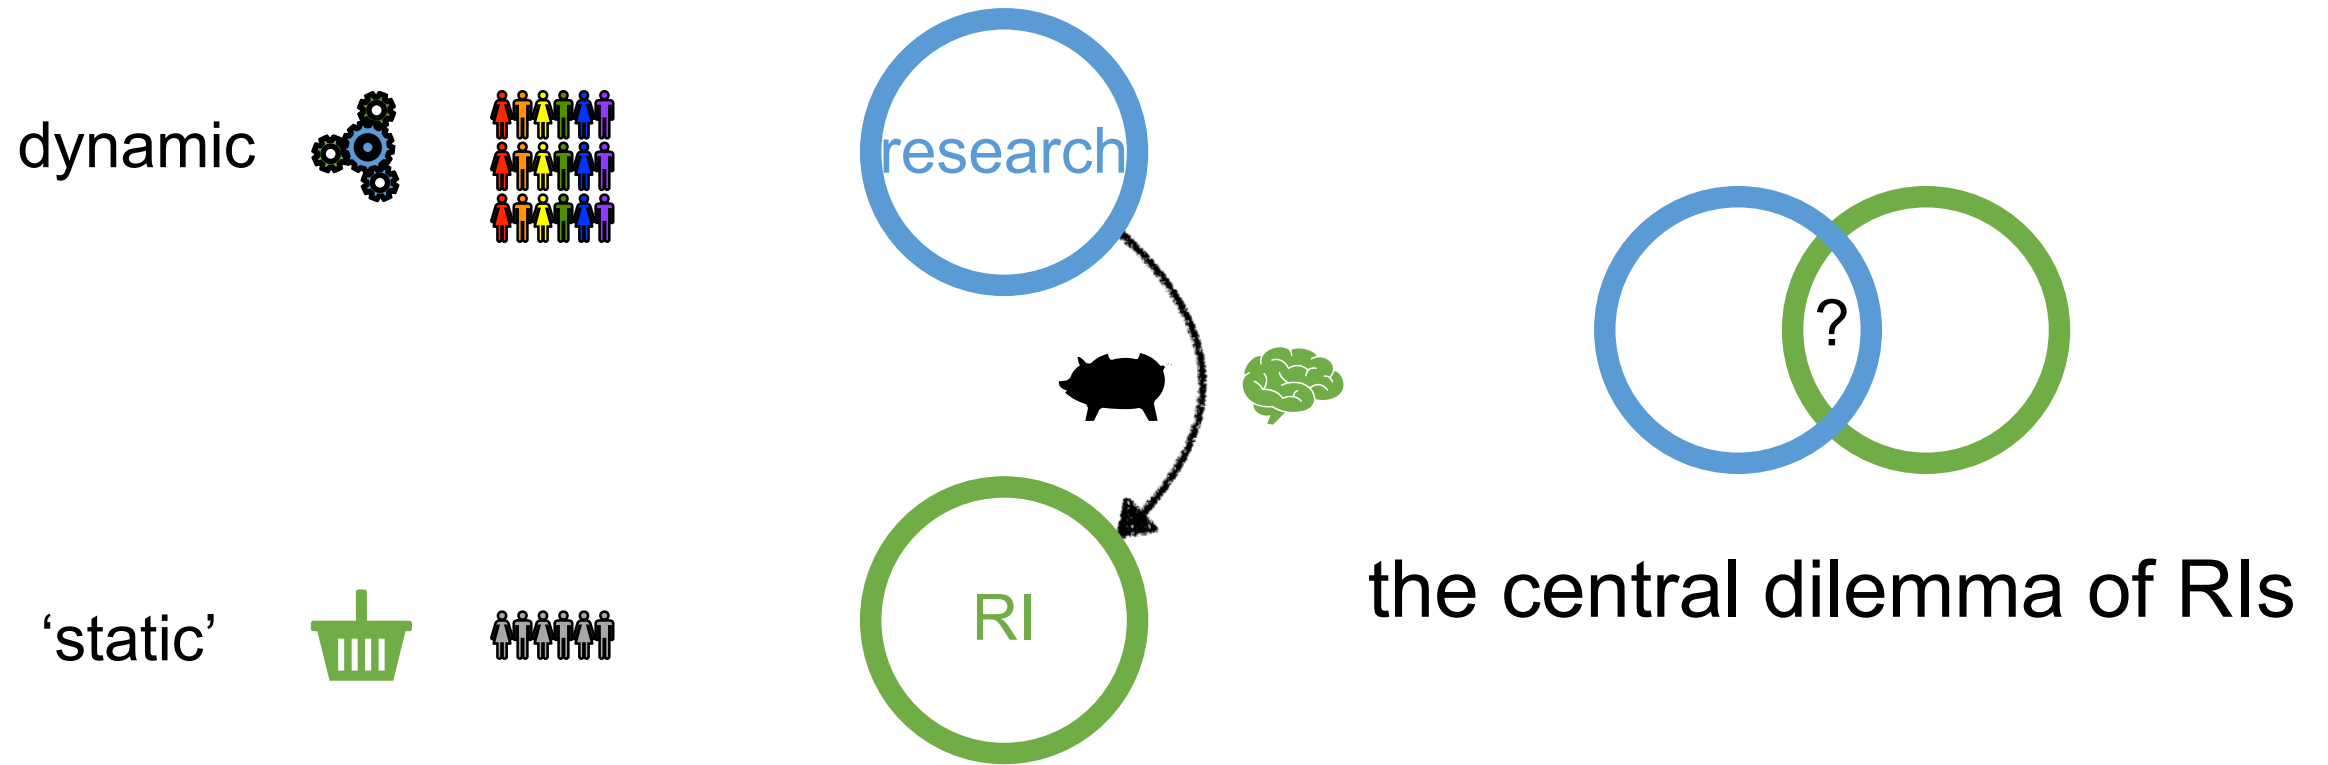 dynamic
research
?
‘static’
RI
the central dilemma of RIs